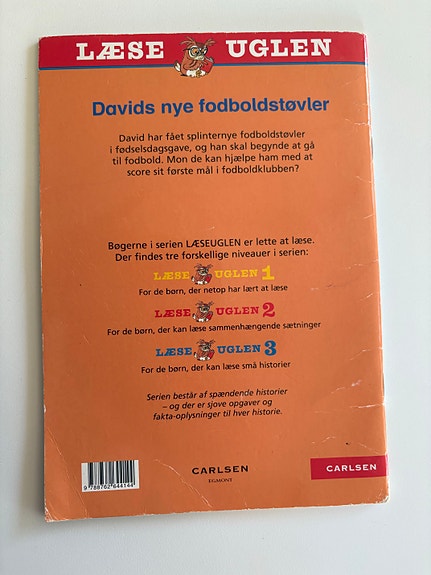 LÆSE UGLEN
Davids nye fodboldstøvler
David har fået splinternye fodboldstøvler
i fødselsdagsgave, og han skal begynde at gå
til fodbold. Mon de kan hjælpe ham med at
score sit første mål i fodboldklubben?
Bøgerne i serien LÆSEUGLEN er lette at læse.
Der findes tre forskellige niveauer i serien:
LÆSE UGLEN 1
For de børn, der netop har lært at læse
LÆSE UGLEN 2
For de børn, der kan læse sammenhængende sætninger
LÆSE UGLEN 3
For de børn, der kan læse små historier
Serien består af spændende historier
– og der er sjove opgaver og
fakta-oplysninger til hver historie.
9 788762 644144
CARLSEN
EGMONT
CARLSEN